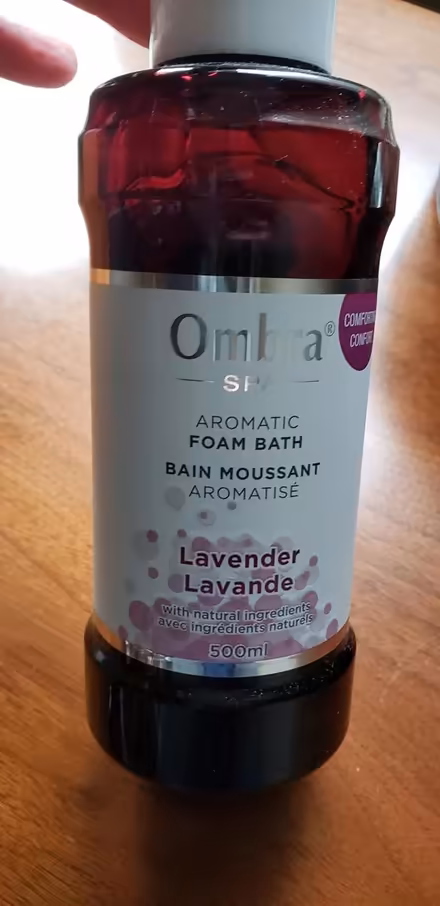 Ombra®
SPA
AROMATIC
FOAM BATH
BAIN MOUSSANT
AROMATISÉ
Lavender
Lavande
with natural ingredients
avec ingrédients naturels
500ml